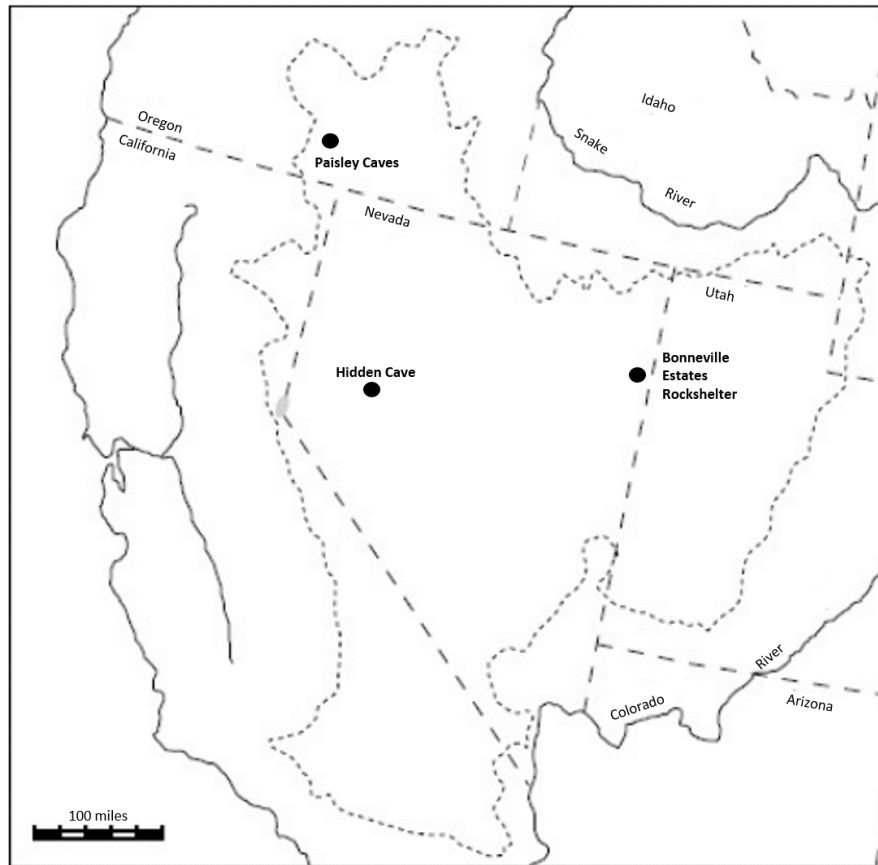 Idaho
Oregon
California
Snake
Paisley Caves
River
Nevada
Utah
Hidden Cave
Bonneville
Estates
Rockshelter
River
Colorado
Arizona
100 miles